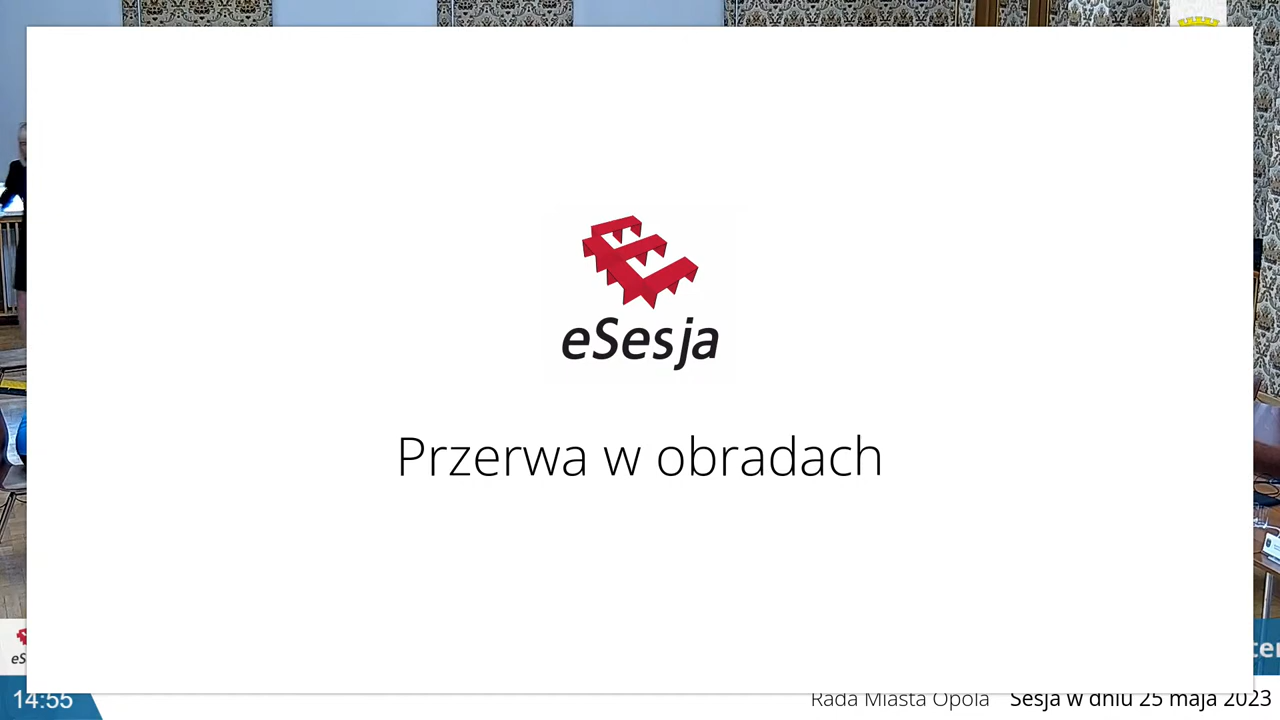 eSesja
Przerwa w obradach
14:55
Rada Miasta Opola Sesja w dniu 25 maja 2023